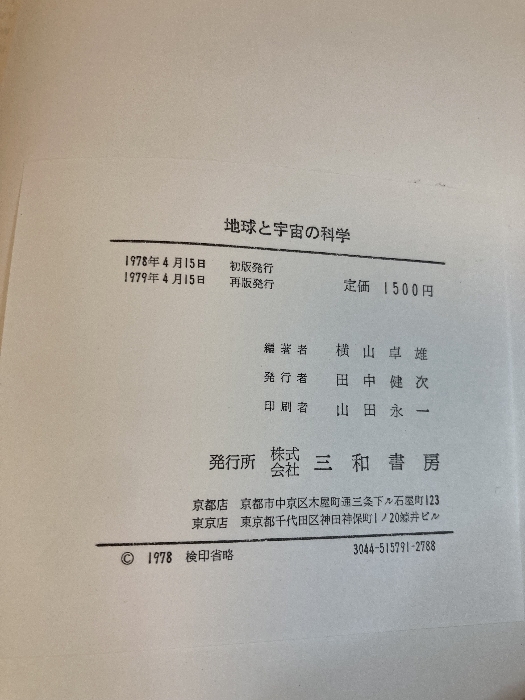 地球と宇宙の科学
1978年4月15日 初版発行
1979年4月15日 再版発行
定価 1500円
編著者 横山卓雄
発行者 田中健次
印刷者 山田永一
発行所 株式会社 三和書房
京都店 京都市中京区木屋町通三条下ル石屋町123
東京店 東京都千代田区神田神保町1ノ20鯨井ビル
© 1978 検印省略
3044-515791-2788